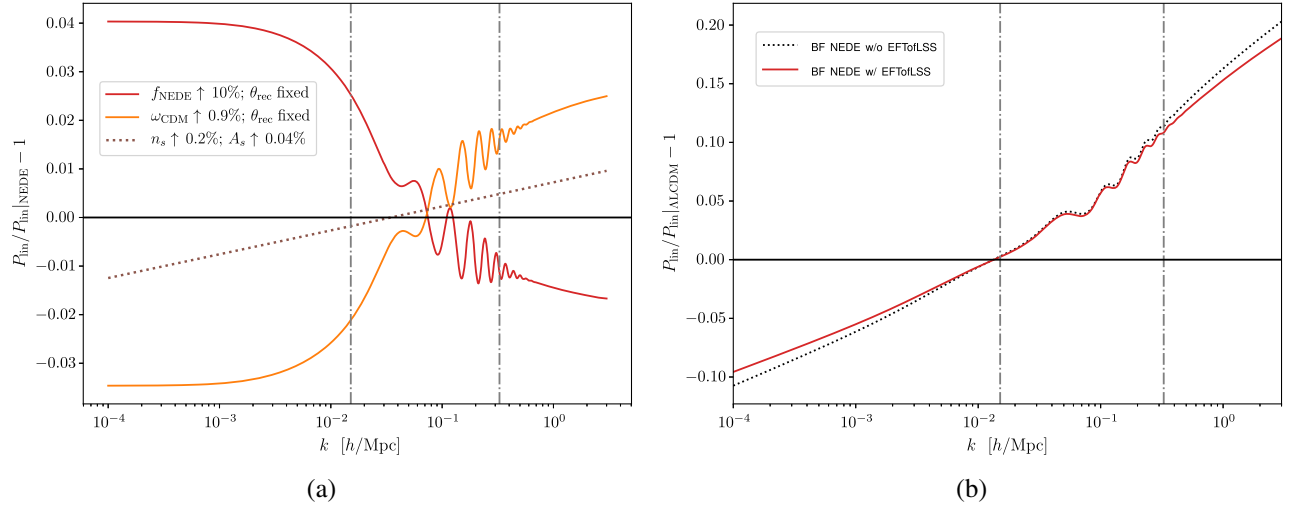 0.04
0.03
0.02
0.01
0.00
−0.01
−0.02
−0.03
P_lin/P_lin|NEDE − 1
f_NEDE ↑ 10%; θ_rec fixed
ω_CDM ↑ 0.9%; θ_rec fixed
n_s ↑ 0.2%; A_s ↑ 0.04%
10^−4
10^−3
10^−2
10^−1
10^0
k [h/Mpc]
(a)
0.20
0.15
0.10
0.05
0.00
−0.05
−0.10
P_lin/P_lin|ΛLCDM − 1
BF NEDE w/o EFTofLSS
BF NEDE w/ EFTofLSS
10^−4
10^−3
10^−2
10^−1
10^0
k [h/Mpc]
(b)